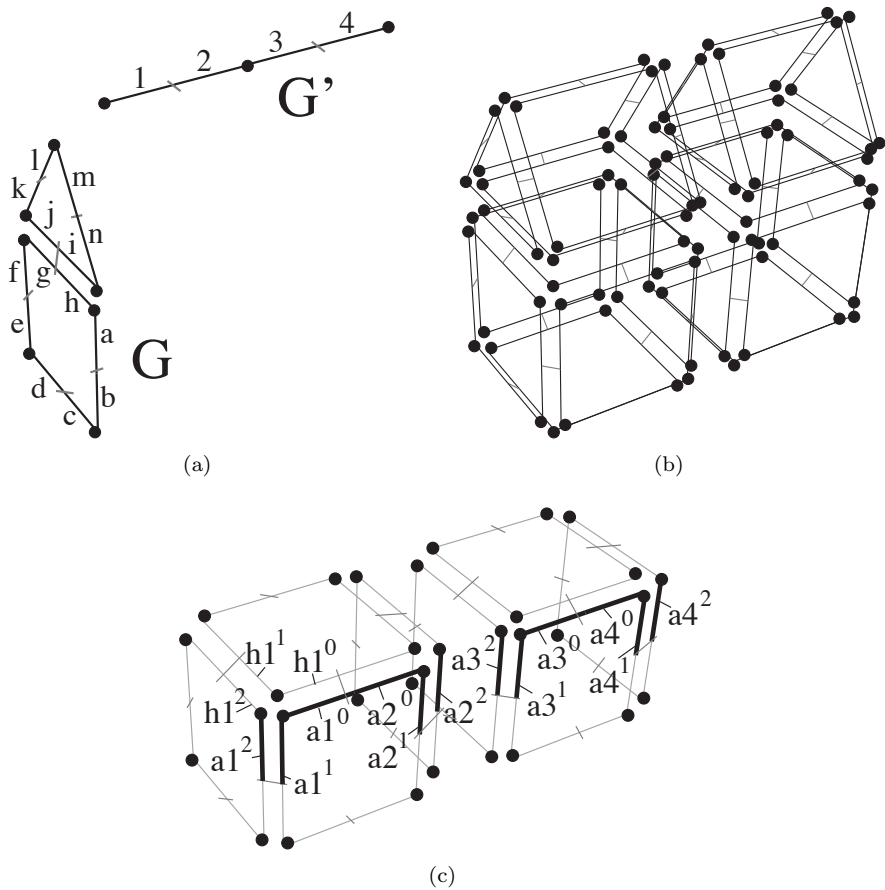 1 2 3 4
G'
l m
k j
i n
f g
h a
e
G
d b
c
(a)
(b)
h1¹ h1⁰
h1² a1⁰ a2⁰
a1² a1¹ a2¹ a2²
a3² a3⁰ a4⁰ a4²
a3¹ a4¹
(c)